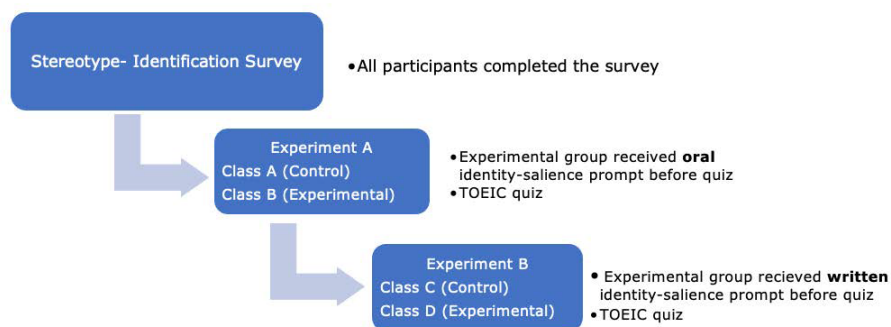 Stereotype- Identification Survey
•All participants completed the survey
Experiment A
Class A (Control)
Class B (Experimental)
•Experimental group received oral
identity-salience prompt before quiz
•TOEIC quiz
Experiment B
Class C (Control)
Class D (Experimental)
• Experimental group recieved written
identity-salience prompt before quiz
• TOEIC quiz